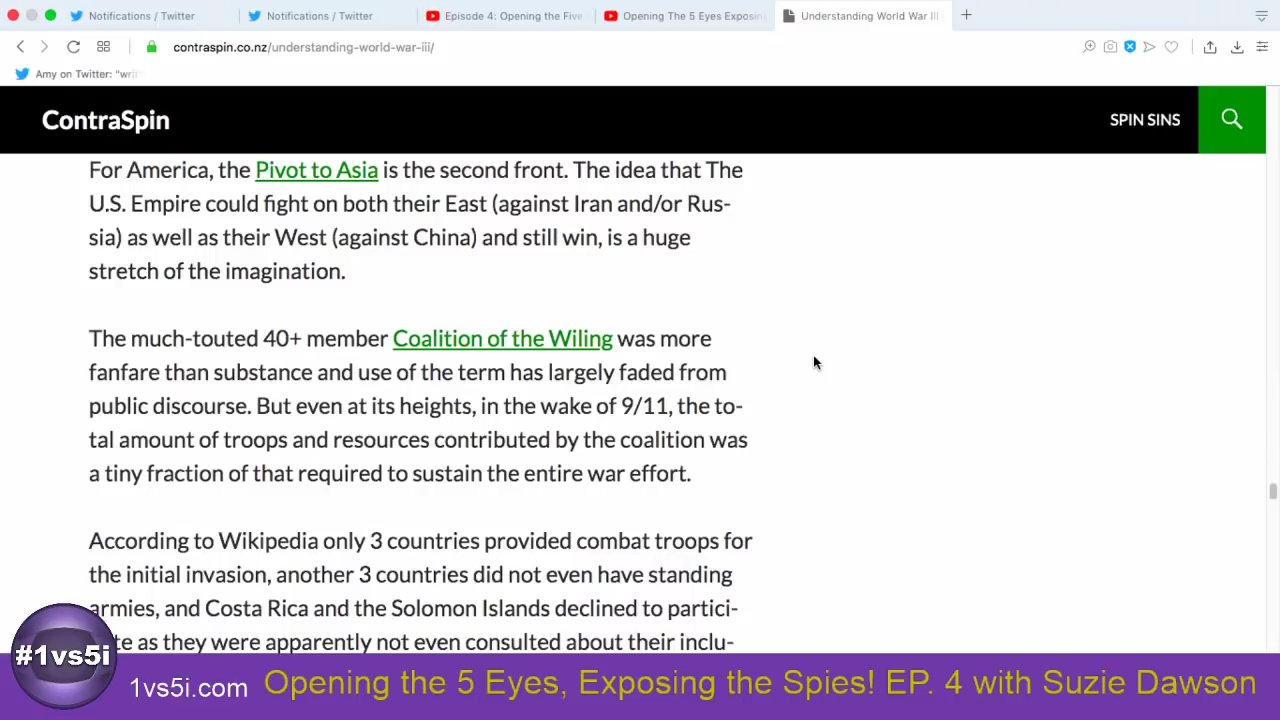 Notifications / Twitter
Notifications / Twitter
Episode 4: Opening the Five
Opening The 5 Eyes Exposing
Understanding World War III
contraspin.co.nz/understanding-world-war-iii/
Amy on Twitter: "writ
ContraSpin
SPIN SINS
For America, the Pivot to Asia is the second front. The idea that The
U.S. Empire could fight on both their East (against Iran and/or Rus-
sia) as well as their West (against China) and still win, is a huge
stretch of the imagination.
The much-touted 40+ member Coalition of the Wiling was more
fanfare than substance and use of the term has largely faded from
public discourse. But even at its heights, in the wake of 9/11, the to-
tal amount of troops and resources contributed by the coalition was
a tiny fraction of that required to sustain the entire war effort.
According to Wikipedia only 3 countries provided combat troops for
the initial invasion, another 3 countries did not even have standing
armies, and Costa Rica and the Solomon Islands declined to partici-
te as they were apparently not even consulted about their inclu-
#1vs5i
1vs5i.com
Opening the 5 Eyes, Exposing the Spies! EP. 4 with Suzie Dawson